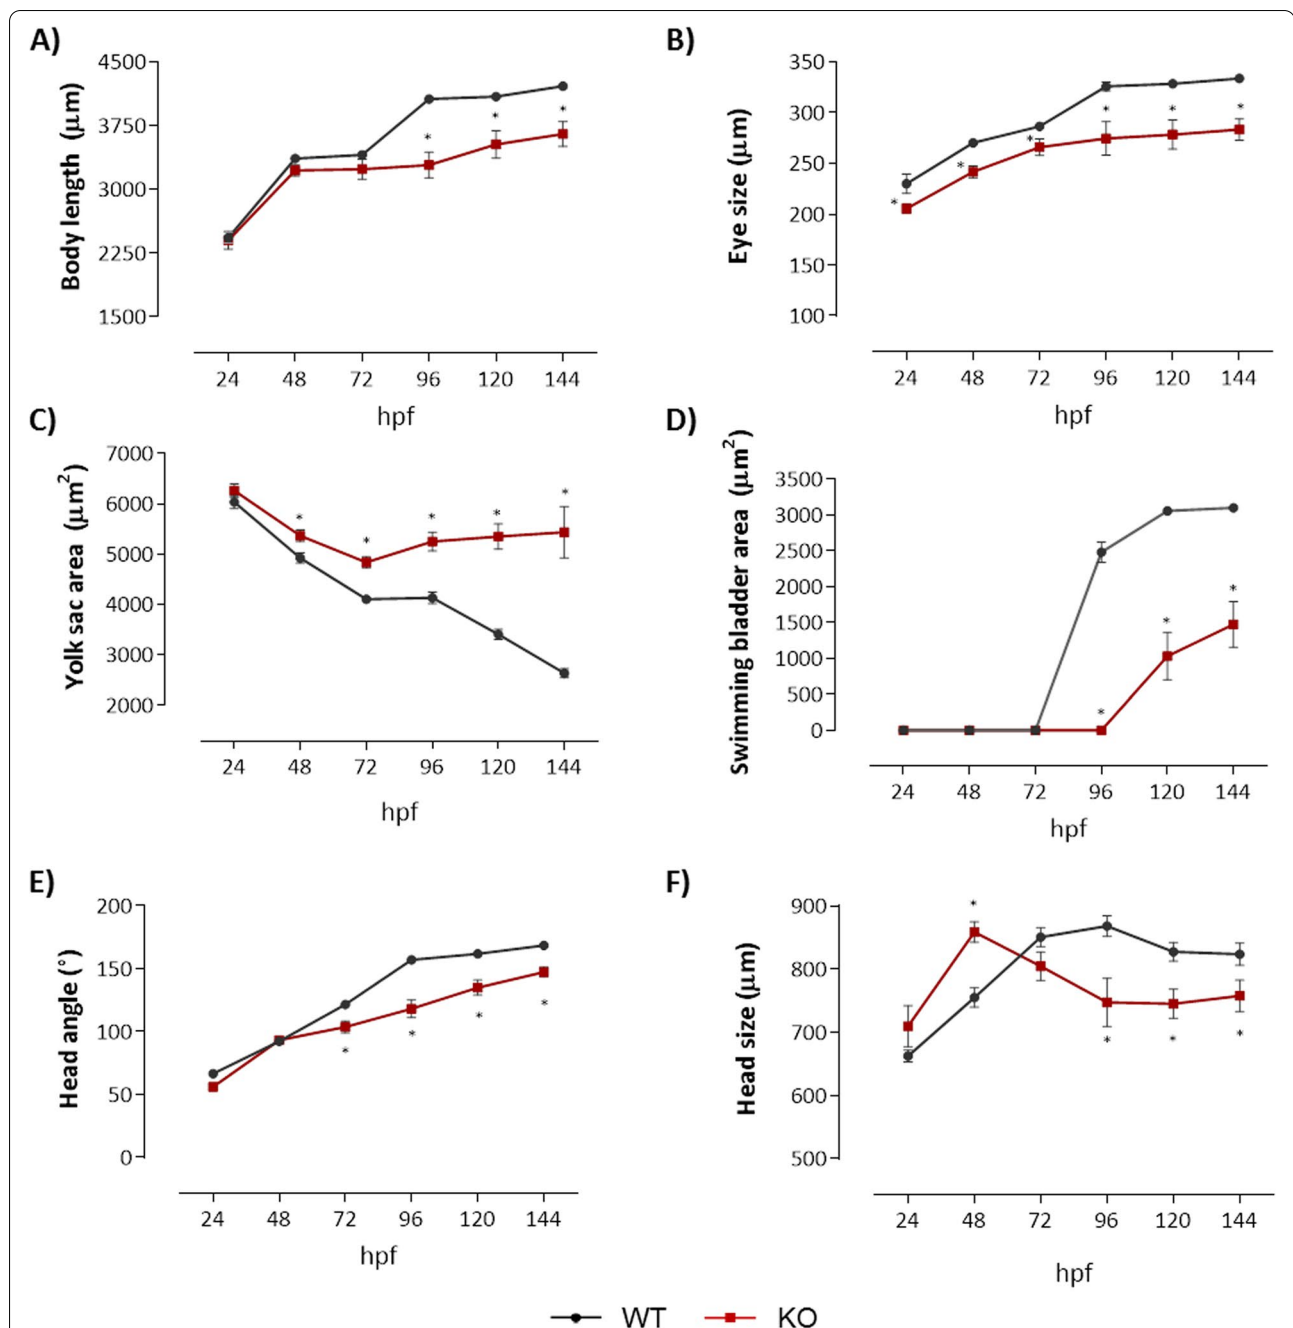 A)
Body length (μm)
4500
3750
3000
2250
1500
* * *
24 48 72 96 120 144
hpf
B)
Eye size (μm)
350
300
250
200
150
100
* * * * * *
24 48 72 96 120 144
hpf
C)
Yolk sac area (μm²)
7000
6000
5000
4000
3000
2000
* * * * *
24 48 72 96 120 144
hpf
D)
Swimming bladder area (μm²)
3500
3000
2500
2000
1500
1000
500
0
* * *
24 48 72 96 120 144
hpf
E)
Head angle (°)
200
150
100
50
0
* * * *
24 48 72 96 120 144
hpf
F)
Head size (μm)
900
800
700
600
500
* * * *
24 48 72 96 120 144
hpf
WT KO